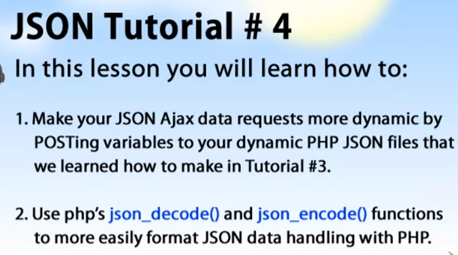 JSON Tutorial # 4
In this lesson you will learn how to:
1. Make your JSON Ajax data requests more dynamic by
POSTing variables to your dynamic PHP JSON files that
we learned how to make in Tutorial #3.
2. Use php's json_decode() and json_encode() functions
to more easily format JSON data handling with PHP.